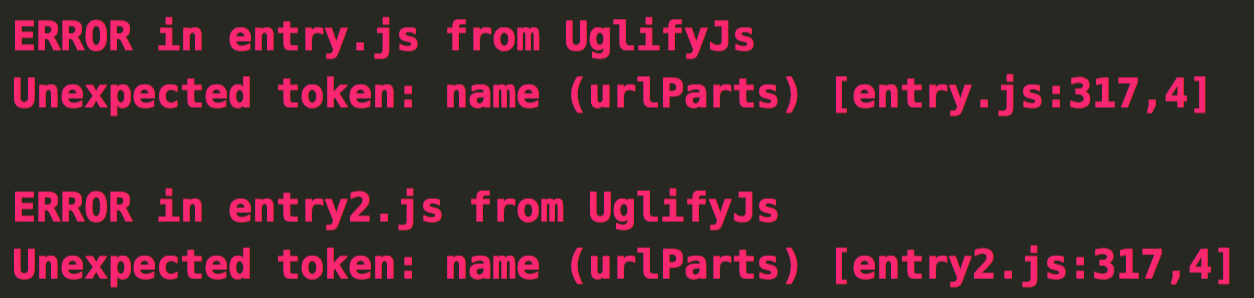 ERROR in entry.js from UglifyJs
Unexpected token: name (urlParts) [entry.js:317,4]
ERROR in entry2.js from UglifyJs
Unexpected token: name (urlParts) [entry2.js:317,4]